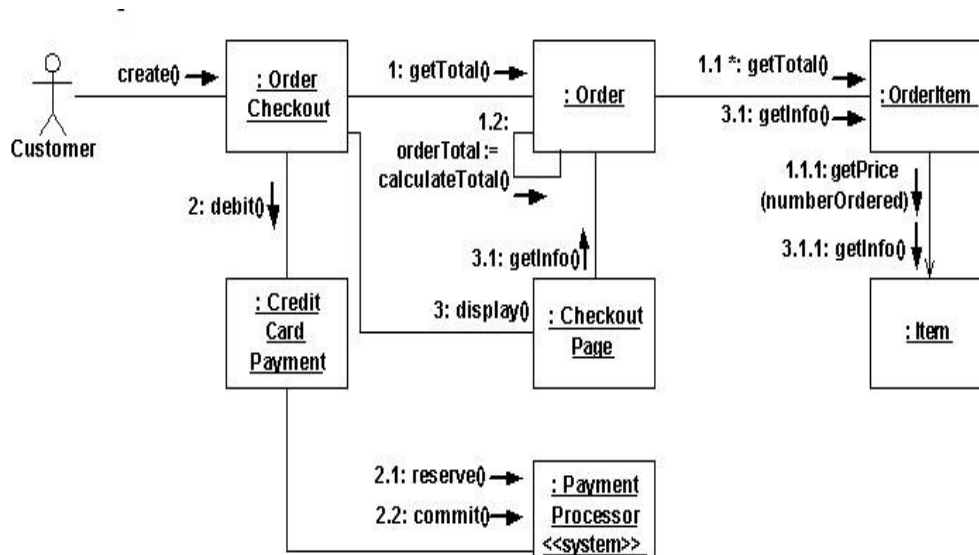 create()
Customer
: Order
Checkout
1: getTotal()
: Order
1.1 *: getTotal()
3.1: getInfo()
: OrderItem
1.2:
orderTotal :=
calculateTotal()
2: debit()
1.1.1: getPrice
(numberOrdered)
3.1.1: getInfo()
3.1: getInfo()
: Credit
Card
Payment
3: display()
: Checkout
Page
: Item
2.1: reserve()
2.2: commit()
: Payment
Processor
<<system>>